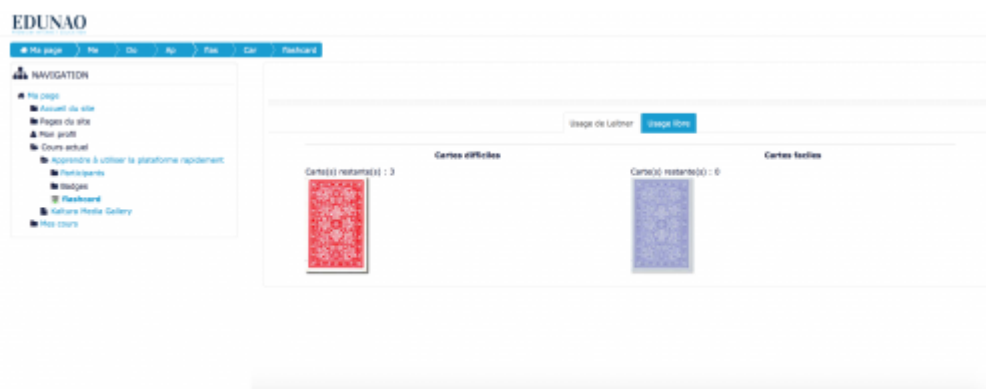 EDUNAO
Ma page Me Do Ap flas Car flashcard
NAVIGATION
Ma page
Accueil du site
Pages du site
Mon profil
Cours actuel
Apprendre à utiliser la plateforme rapidement
Participants
Badges
flashcard
Kaltura Media Gallery
Mes cours
Usage de Leitner Usage libre
Cartes difficiles Cartes faciles
Carte(s) restante(s) : 3 Carte(s) restante(s) : 0